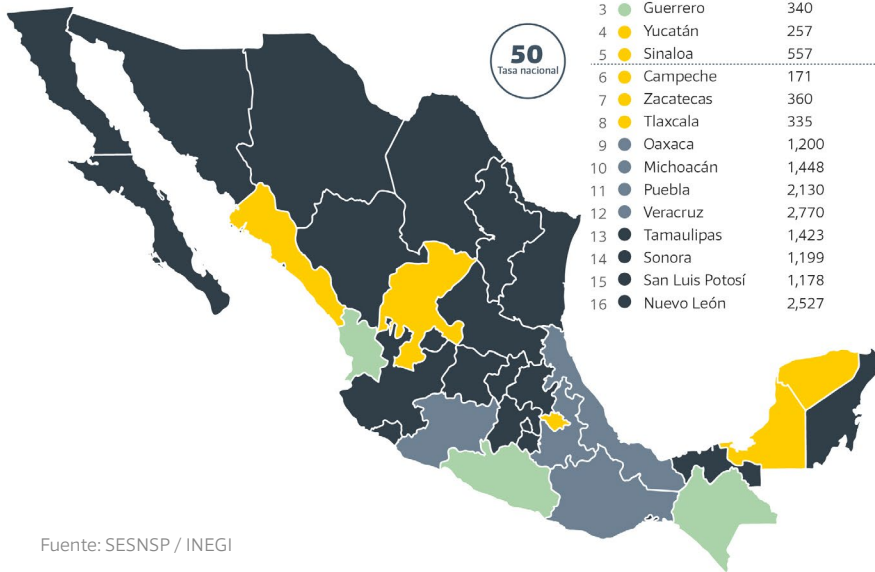 3 Guerrero 340
4 Yucatán 257
5 Sinaloa 557
50
Tasa nacional
6 Campeche 171
7 Zacatecas 360
8 Tlaxcala 335
9 Oaxaca 1,200
10 Michoacán 1,448
11 Puebla 2,130
12 Veracruz 2,770
13 Tamaulipas 1,423
14 Sonora 1,199
15 San Luis Potosí 1,178
16 Nuevo León 2,527
Fuente: SESNSP / INEGI